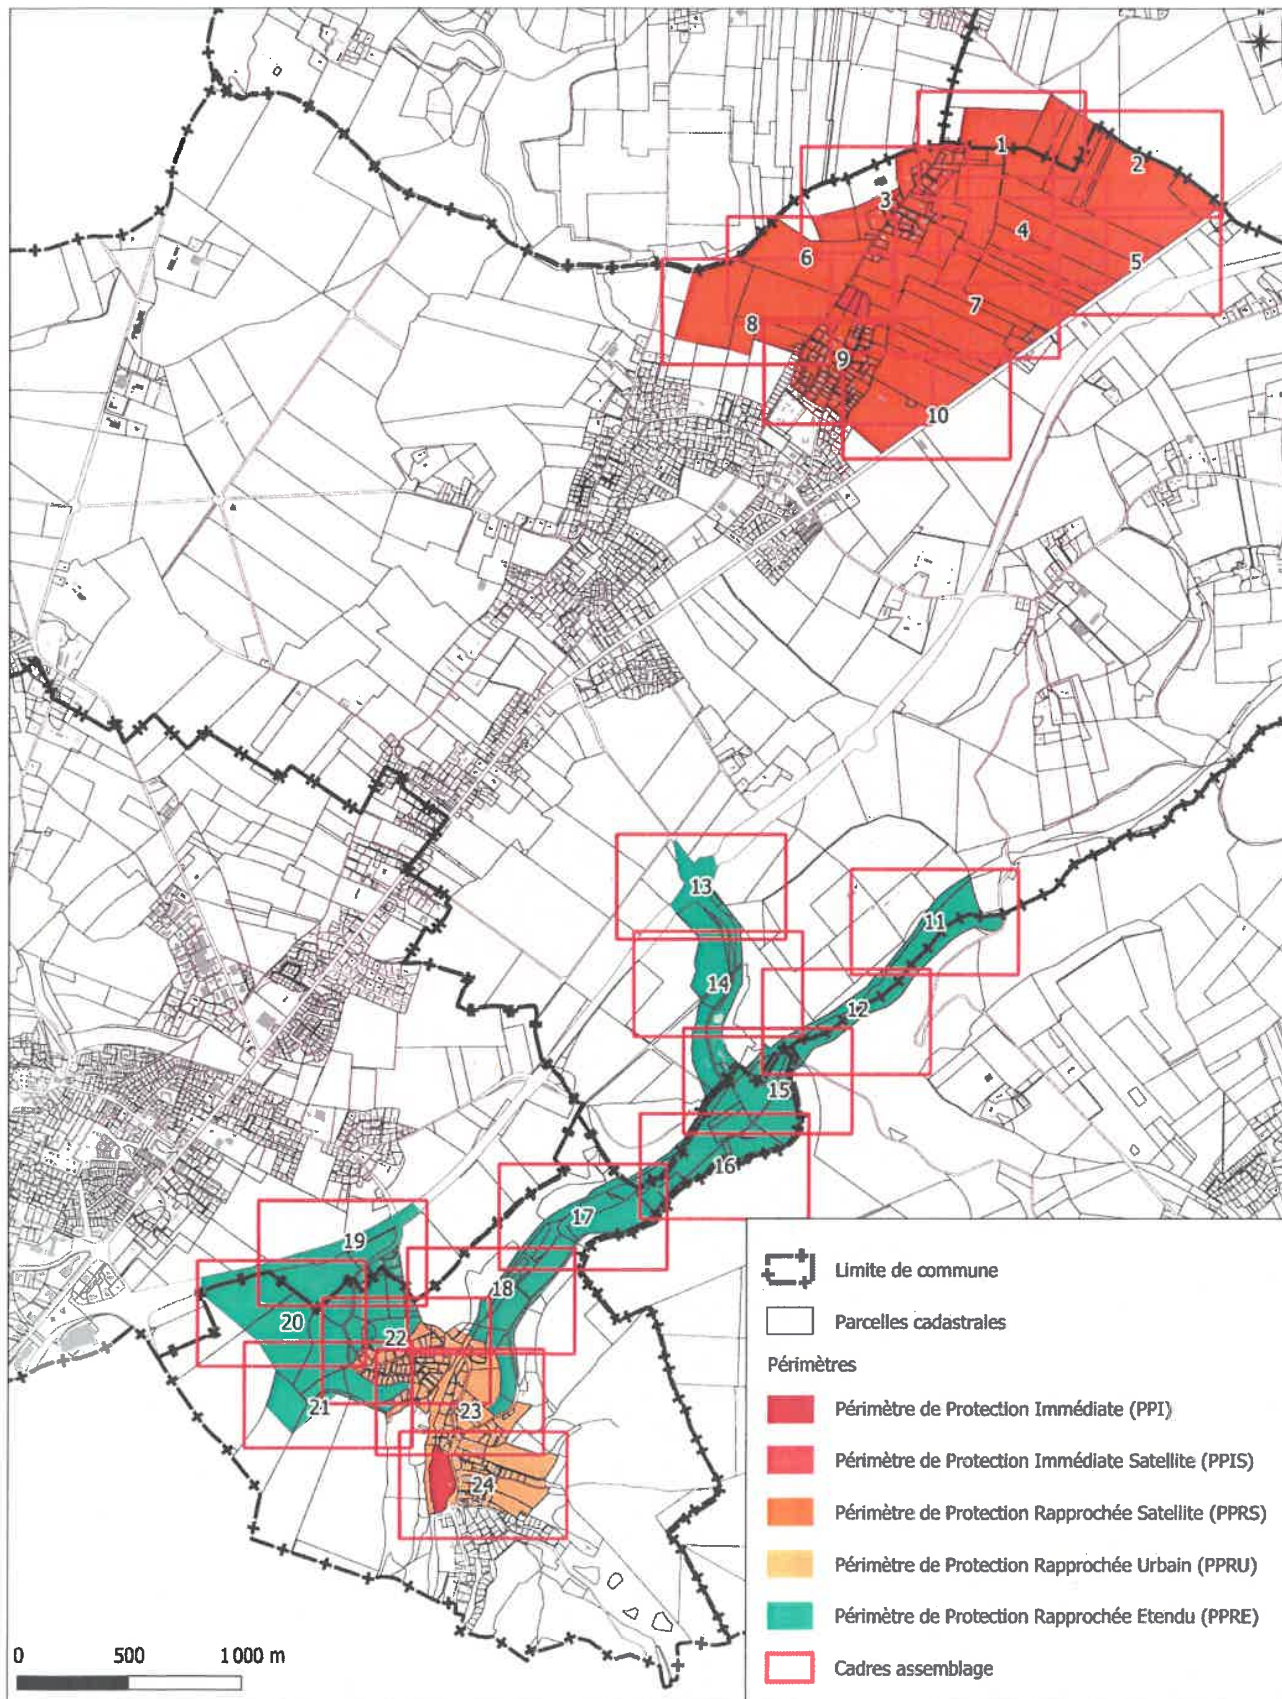 N
1
2
3
4
5
6
7
8
9
10
11
12
13
14
15
16
17
18
19
20
21
22
23
24
Limite de commune
Parcelles cadastrales
Périmètres
Périmètre de Protection Immédiate (PPI)
Périmètre de Protection Immédiate Satellite (PPIS)
Périmètre de Protection Rapprochée Satellite (PPRS)
Périmètre de Protection Rapprochée Urbain (PPRU)
Périmètre de Protection Rapprochée Etendu (PPRE)
Cadres assemblage
0 500 1 000 m